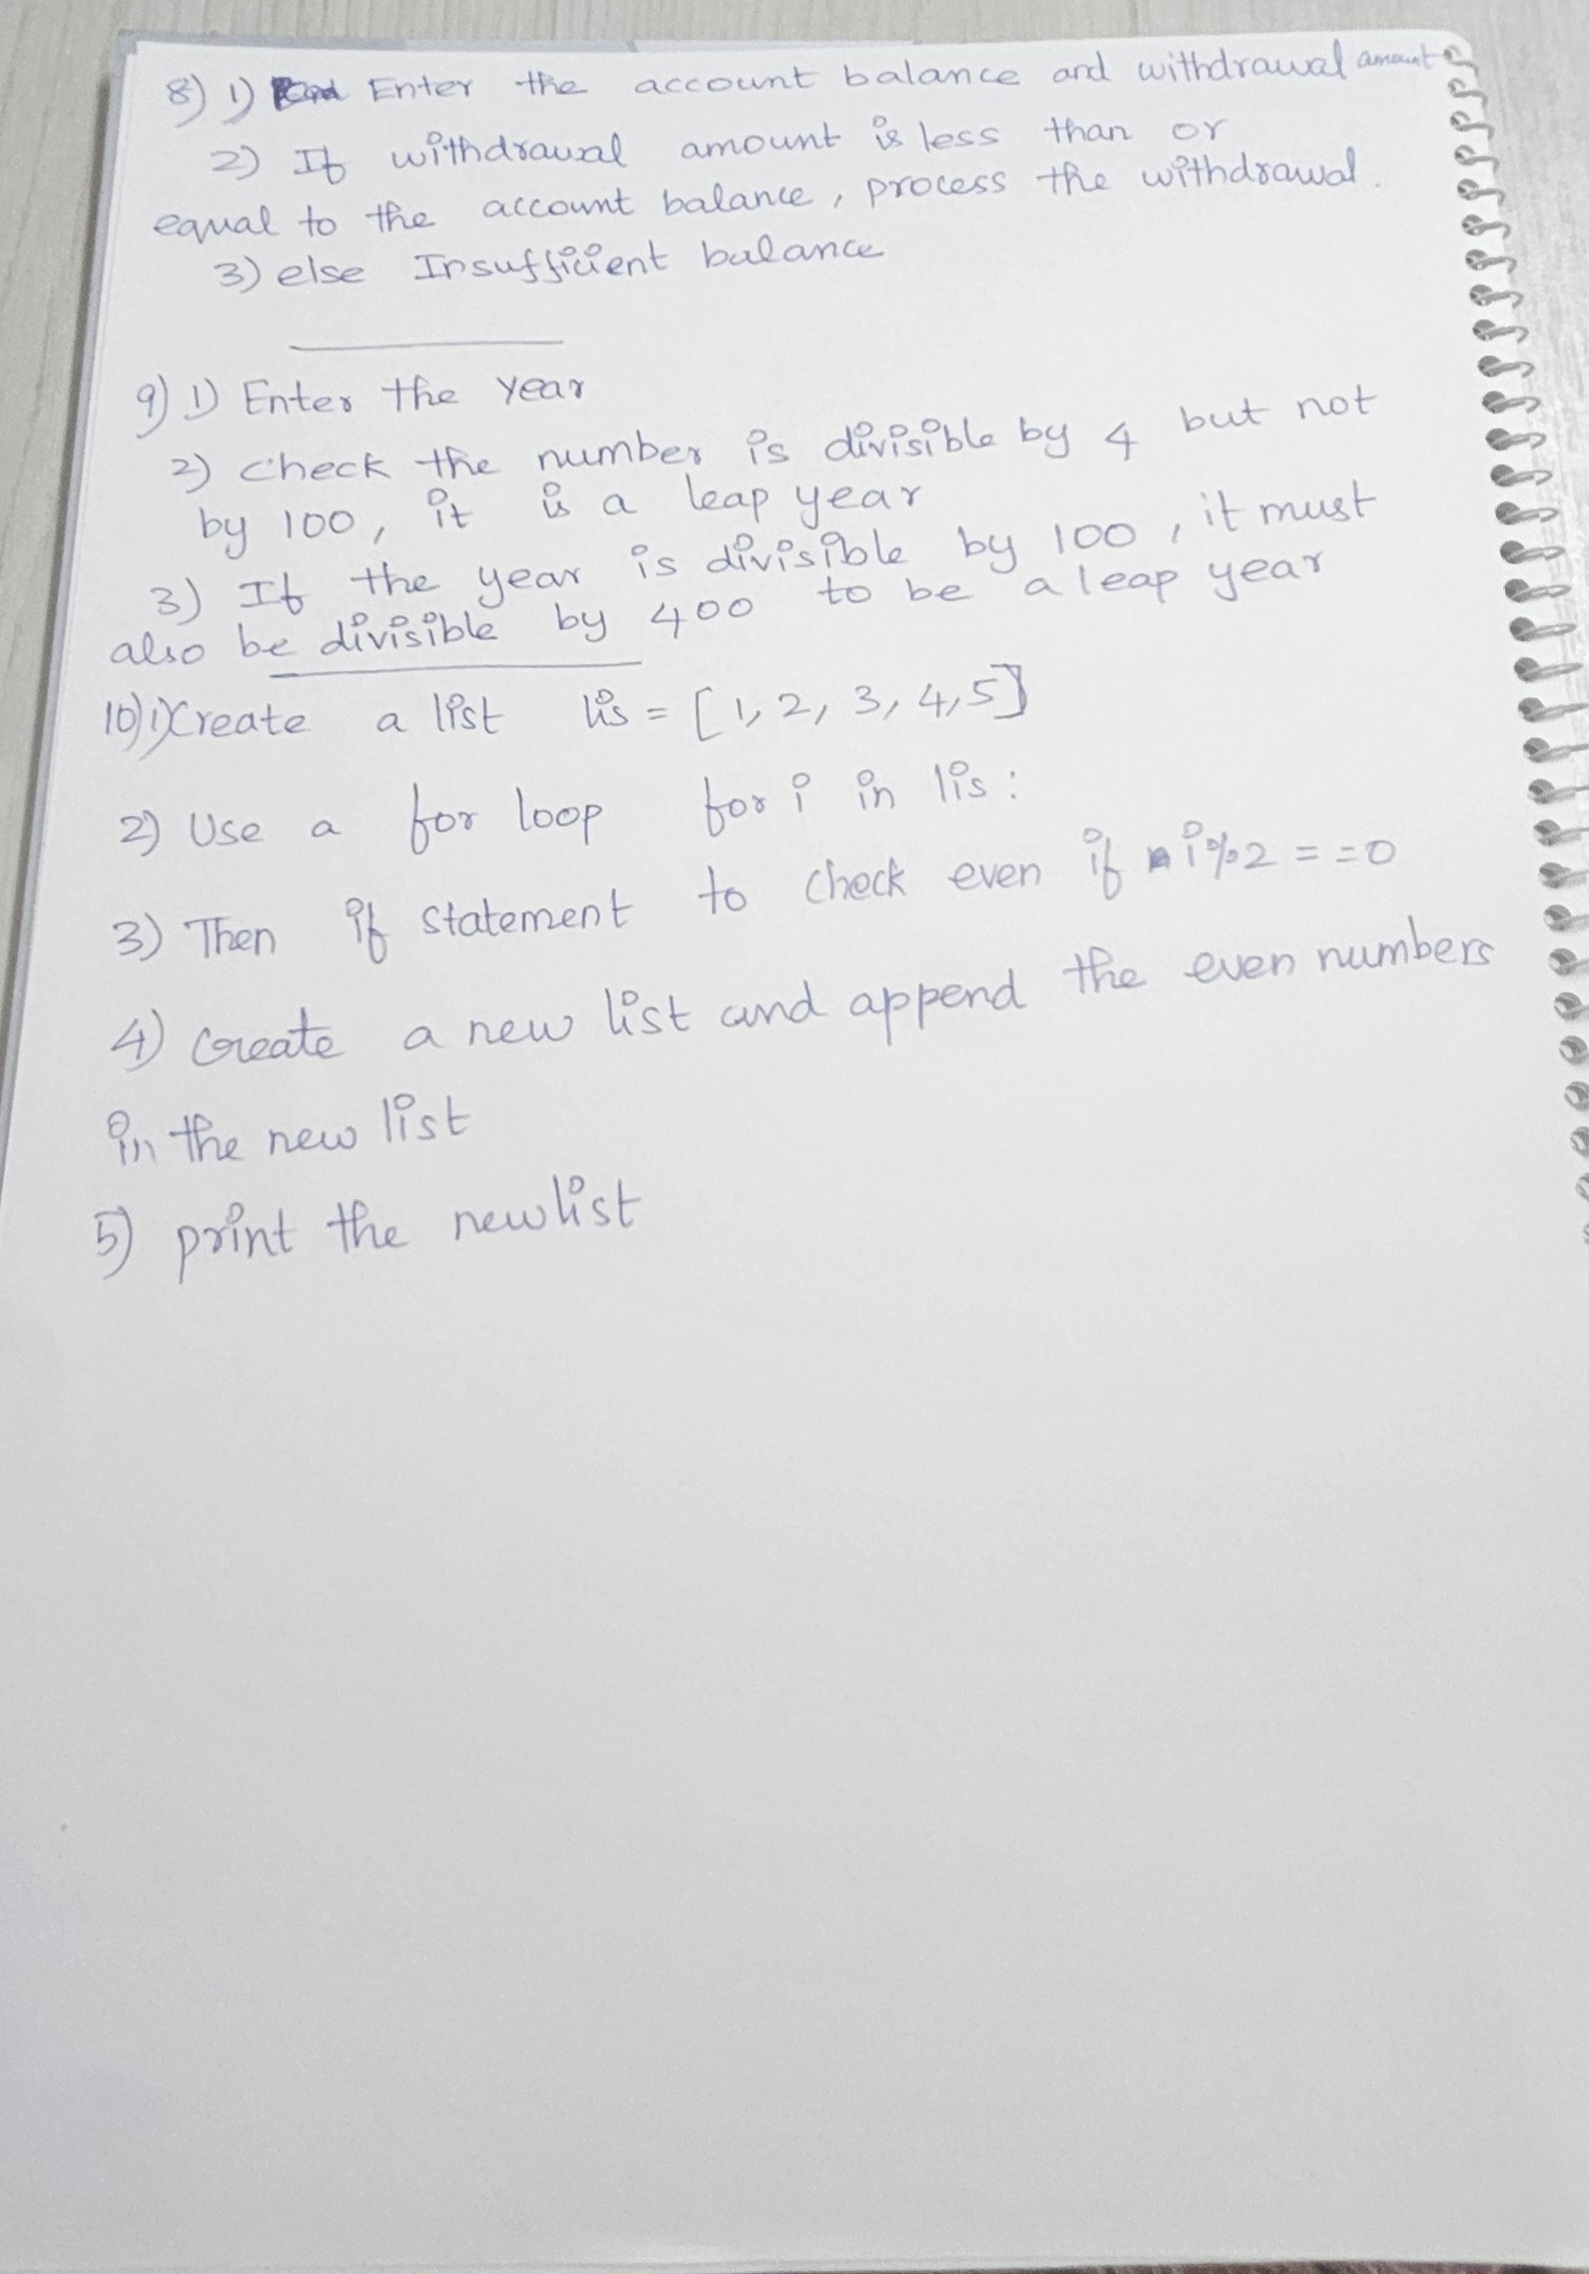 8) 1) Enter the account balance and withdrawal amount
2) If withdrawal amount is less than or
equal to the account balance, process the withdrawal.
3) else Insufficient balance
9) 1) Enter the year
2) check the number is divisible by 4 but not
by 100, it is a leap year
3) If the year is divisible by 100, it must
also be divisible by 400 to be a leap year
10) 1) Create a list lis = [1, 2, 3, 4, 5]
2) Use a for loop for i in lis :
3) Then if statement to check even if i%2 = =0
4) Create a new list and append the even numbers
in the new list
5) print the newlist